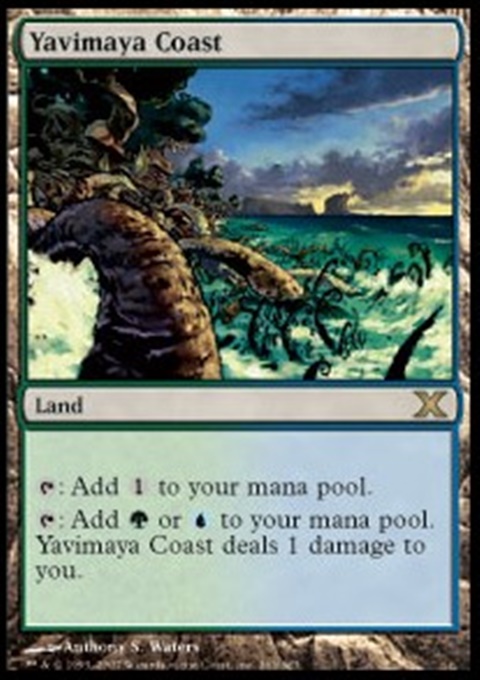 Yavimaya Coast
Land
: Add 1 to your mana pool.
: Add or to your mana pool.
Yavimaya Coast deals 1 damage to
you.
Anthony S. Waters